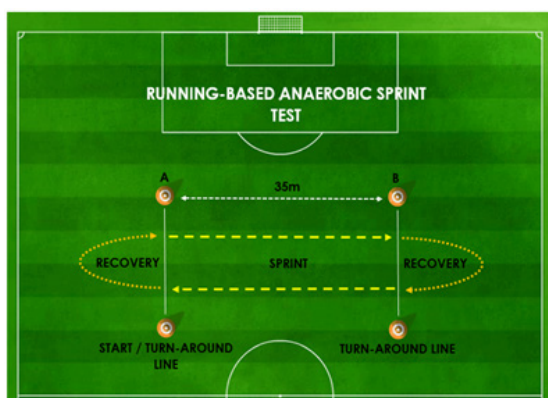 RUNNING-BASED ANAEROBIC SPRINT
TEST
A
B
35m
RECOVERY
SPRINT
RECOVERY
START / TURN-AROUND
LINE
TURN-AROUND LINE